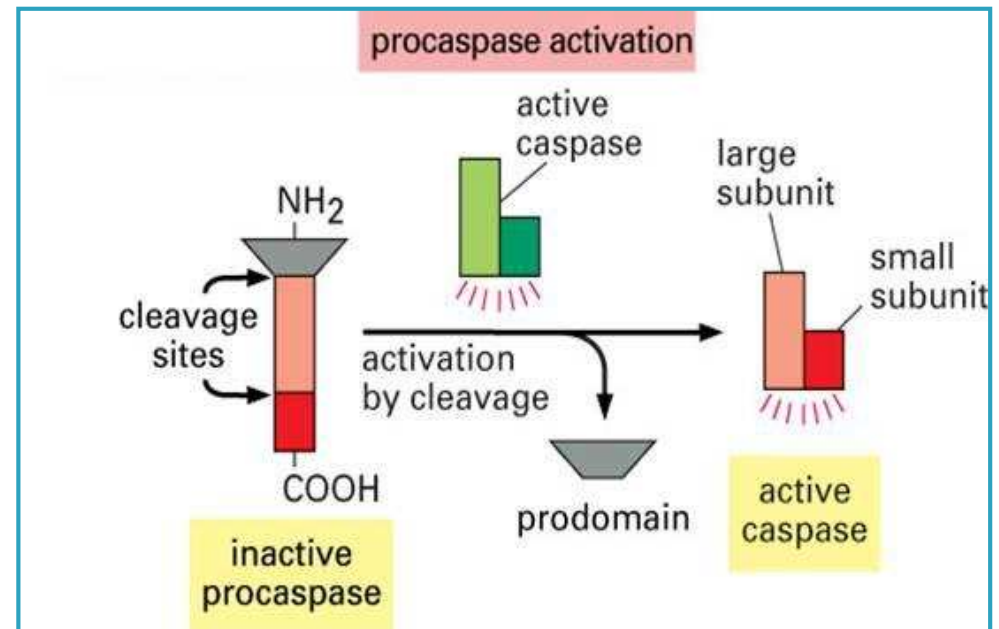 procaspase activation
active
caspase
large
subunit
small
subunit
NH2
cleavage
sites
activation
by cleavage
COOH
prodomain
active
caspase
inactive
procaspase